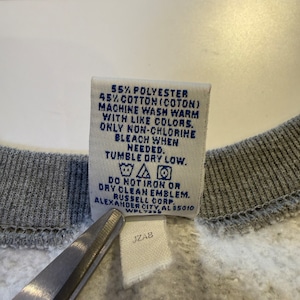 55% POLYESTER
45% COTTON (COTON)
MACHINE WASH WARM
WITH LIKE COLORS.
ONLY NON-CHLORINE
BLEACH WHEN
NEEDED.
TUMBLE DRY LOW.
DO NOT IRON OR
DRY CLEAN EMBLEM.
RUSSELL CORP.
ALEXANDER CITY, AL 35010